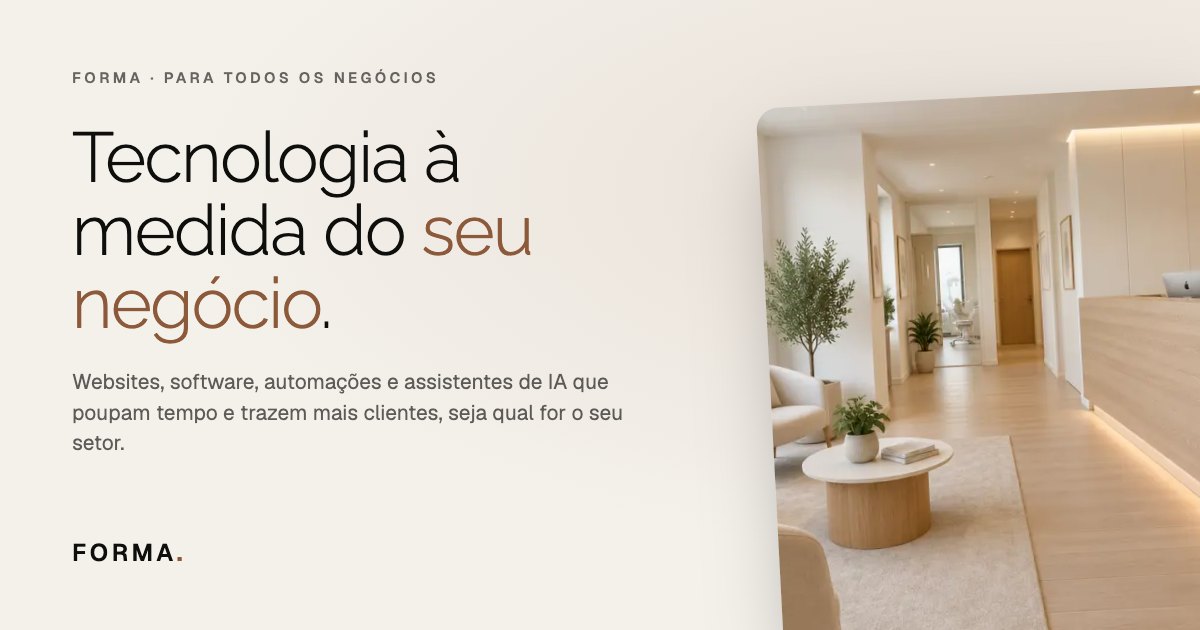 FORMA · PARA TODOS OS NEGÓCIOS
Tecnologia à
medida do seu
negócio.
Websites, software, automações e assistentes de IA que
poupam tempo e trazem mais clientes, seja qual for o seu
setor.
FORMA.